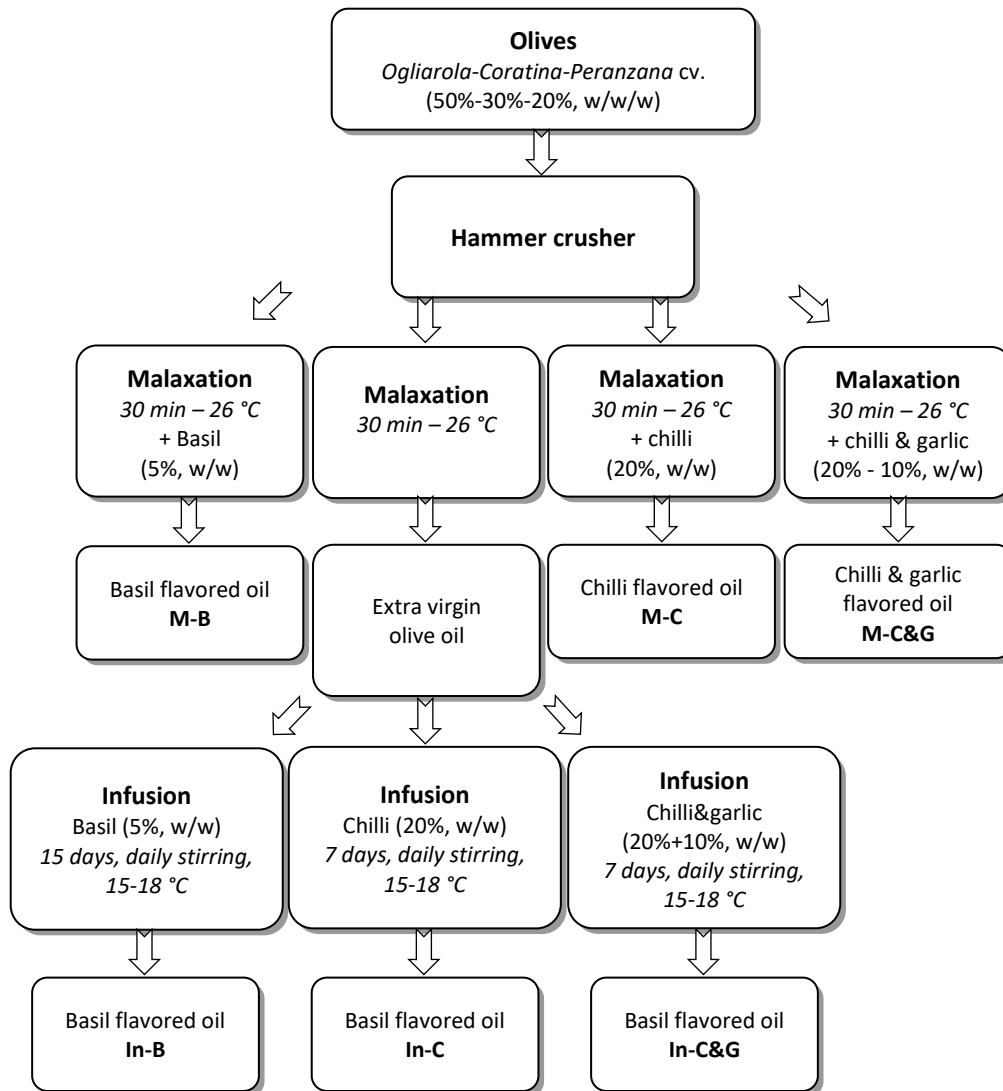 Olives
Ogliarola-Coratina-Peranzana cv.
(50%-30%-20%, w/w/w)
Hammer crusher
Malaxation
30 min – 26 °C
+ Basil
(5%, w/w)
Malaxation
30 min – 26 °C
Malaxation
30 min – 26 °C
+ chilli
(20%, w/w)
Malaxation
30 min – 26 °C
+ chilli & garlic
(20% - 10%, w/w)
Basil flavored oil
M-B
Extra virgin
olive oil
Chilli flavored oil
M-C
Chilli & garlic
flavored oil
M-C&G
Infusion
Basil (5%, w/w)
15 days, daily stirring,
15-18 °C
Infusion
Chilli (20%, w/w)
7 days, daily stirring,
15-18 °C
Infusion
Chilli&garlic
(20%+10%, w/w)
7 days, daily stirring,
15-18 °C
Basil flavored oil
In-B
Basil flavored oil
In-C
Basil flavored oil
In-C&G